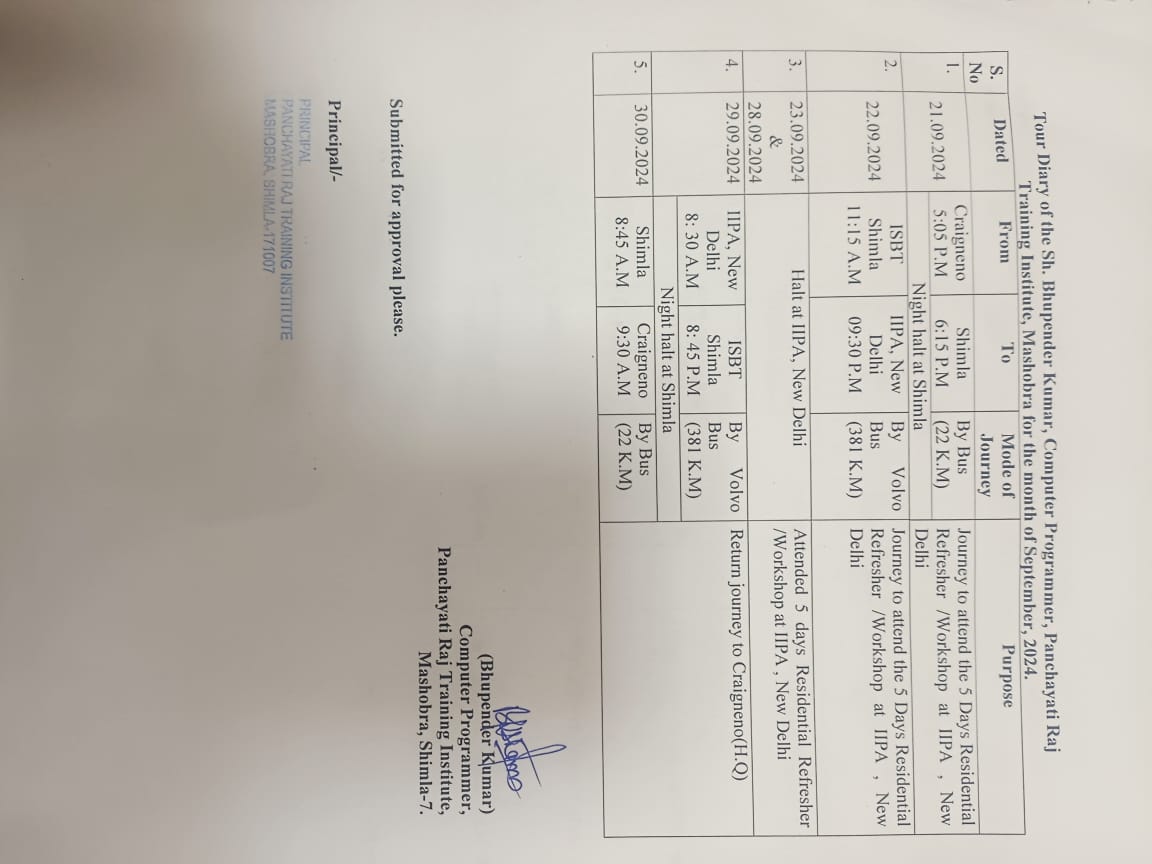 Tour Diary of the Sh. Bhupender Kumar, Computer Programmer, Panchayati Raj
Training Institute, Mashobra for the month of September, 2024.
S. No Dated From To Mode of Journey Purpose
1. 21.09.2024 Craigneno 5:05 P.M Shimla 6:15 P.M By Bus (22 K.M) Journey to attend the 5 Days Residential Refresher /Workshop at IIPA , New Delhi
Night halt at Shimla
2. 22.09.2024 ISBT Shimla 11:15 A.M IIPA, New Delhi 09:30 P.M By Volvo Bus (381 K.M) Journey to attend the 5 Days Residential Refresher /Workshop at IIPA , New Delhi
3. 23.09.2024 & 28.09.2024 Halt at IIPA, New Delhi Attended 5 days Residential Refresher /Workshop at IIPA , New Delhi
4. 29.09.2024 IIPA, New Delhi 8: 30 A.M ISBT Shimla 8: 45 P.M By Volvo Bus (381 K.M) Return journey to Craigneno(H.Q)
Night halt at Shimla
5. 30.09.2024 Shimla 8:45 A.M Craigneno 9:30 A.M By Bus (22 K.M)
(Bhupender Kumar)
Computer Programmer,
Panchayati Raj Training Institute,
Mashobra, Shimla-7.
Submitted for approval please.
Principal/-
PRINCIPAL
PANCHAYATI RAJ TRAINING INSTITUTE
MASHOBRA, SHIMLA-171007